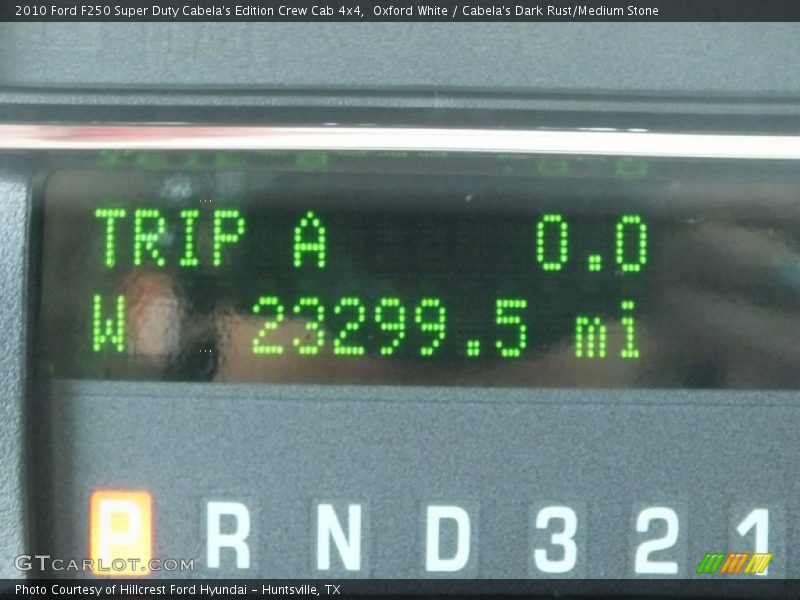 2010 Ford F250 Super Duty Cabela's Edition Crew Cab 4x4,  Oxford White / Cabela's Dark Rust/Medium Stone
TRIP A 0.0
W 23299.5 mi
P R N D 3 2 1
GTCARLOT.COM
Photo Courtesy of Hillcrest Ford Hyundai – Huntsville, TX